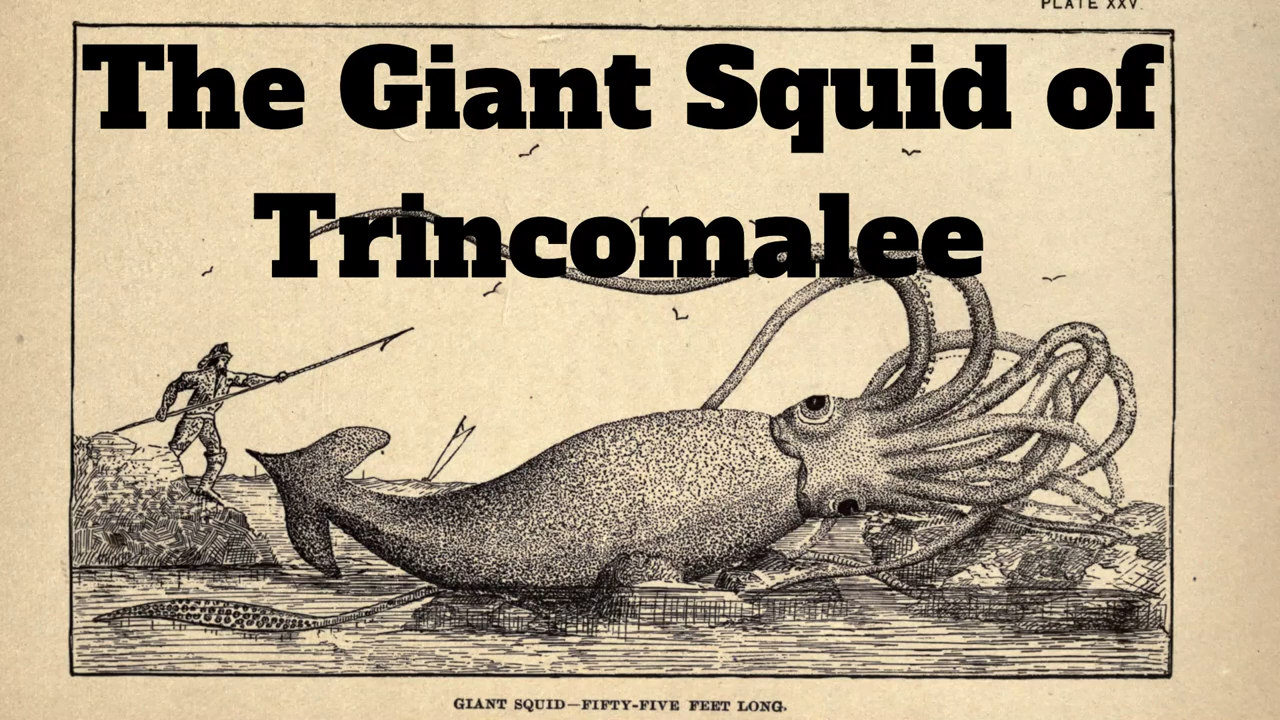 PLATE XXV.
The Giant Squid of
Trincomalee
GIANT SQUID—FIFTY-FIVE FEET LONG.